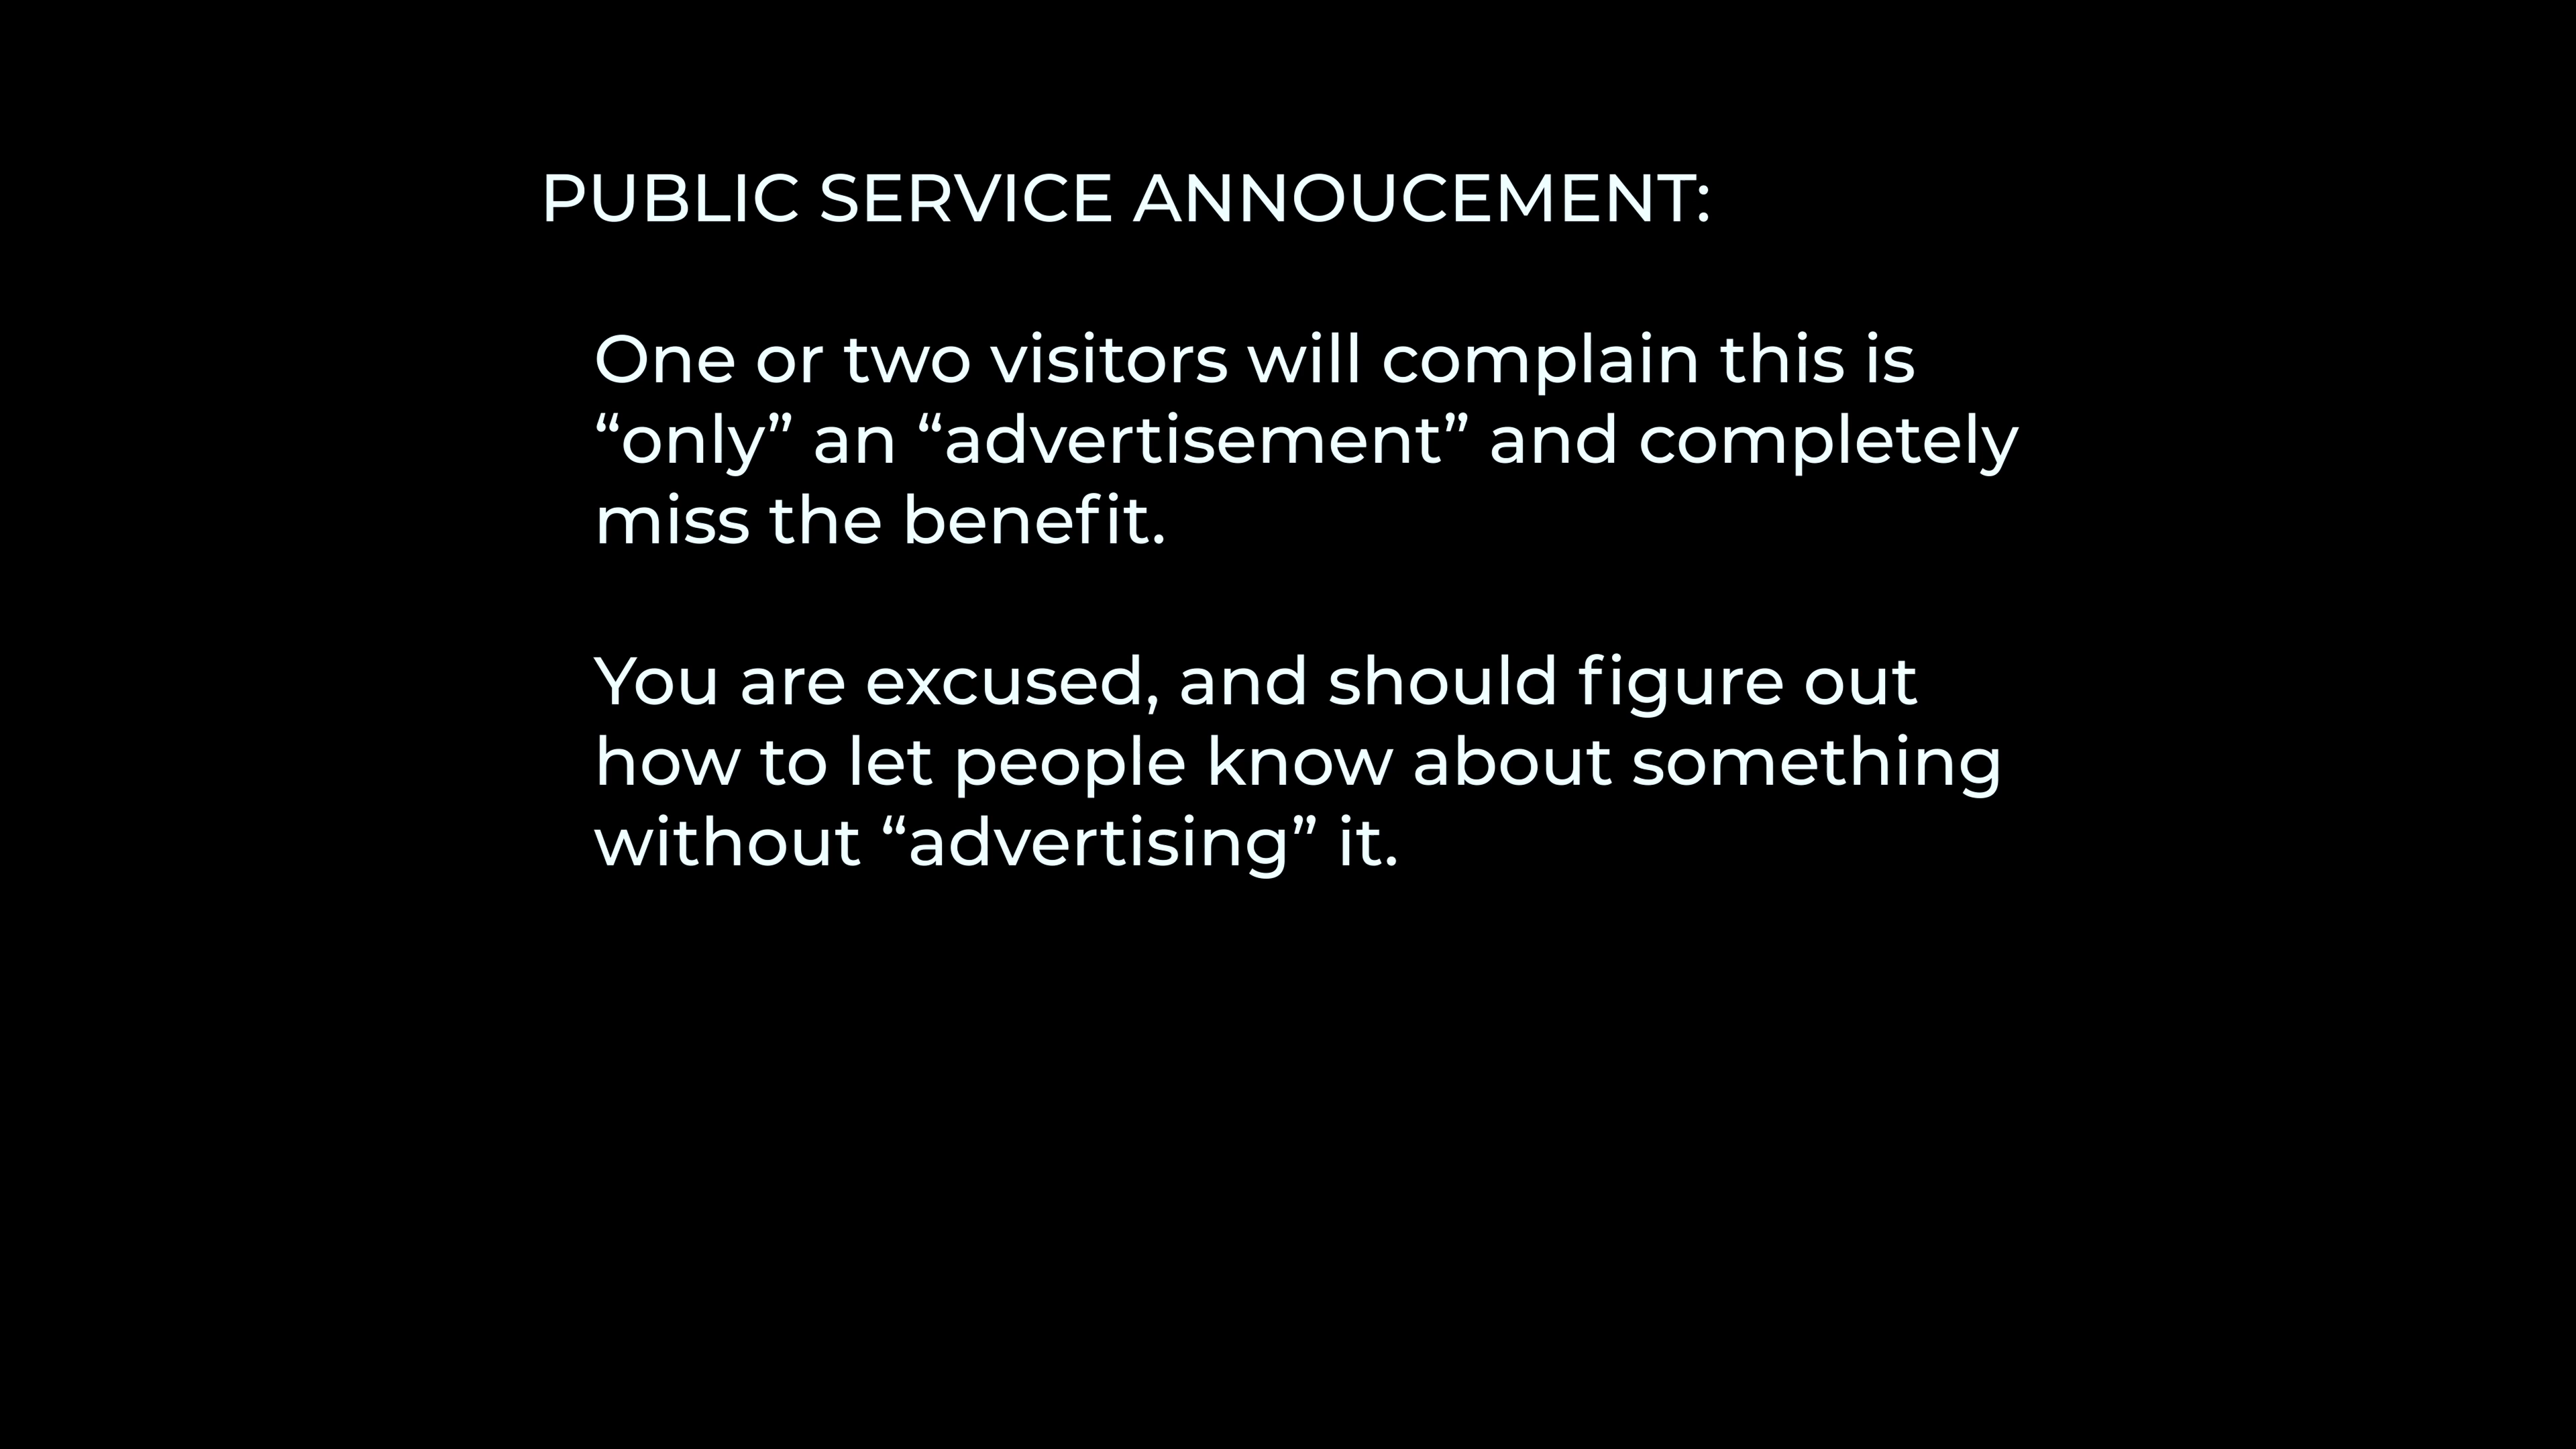 PUBLIC SERVICE ANNOUCEMENT:
One or two visitors will complain this is
“only” an “advertisement” and completely
miss the benefit.
You are excused, and should figure out
how to let people know about something
without “advertising” it.